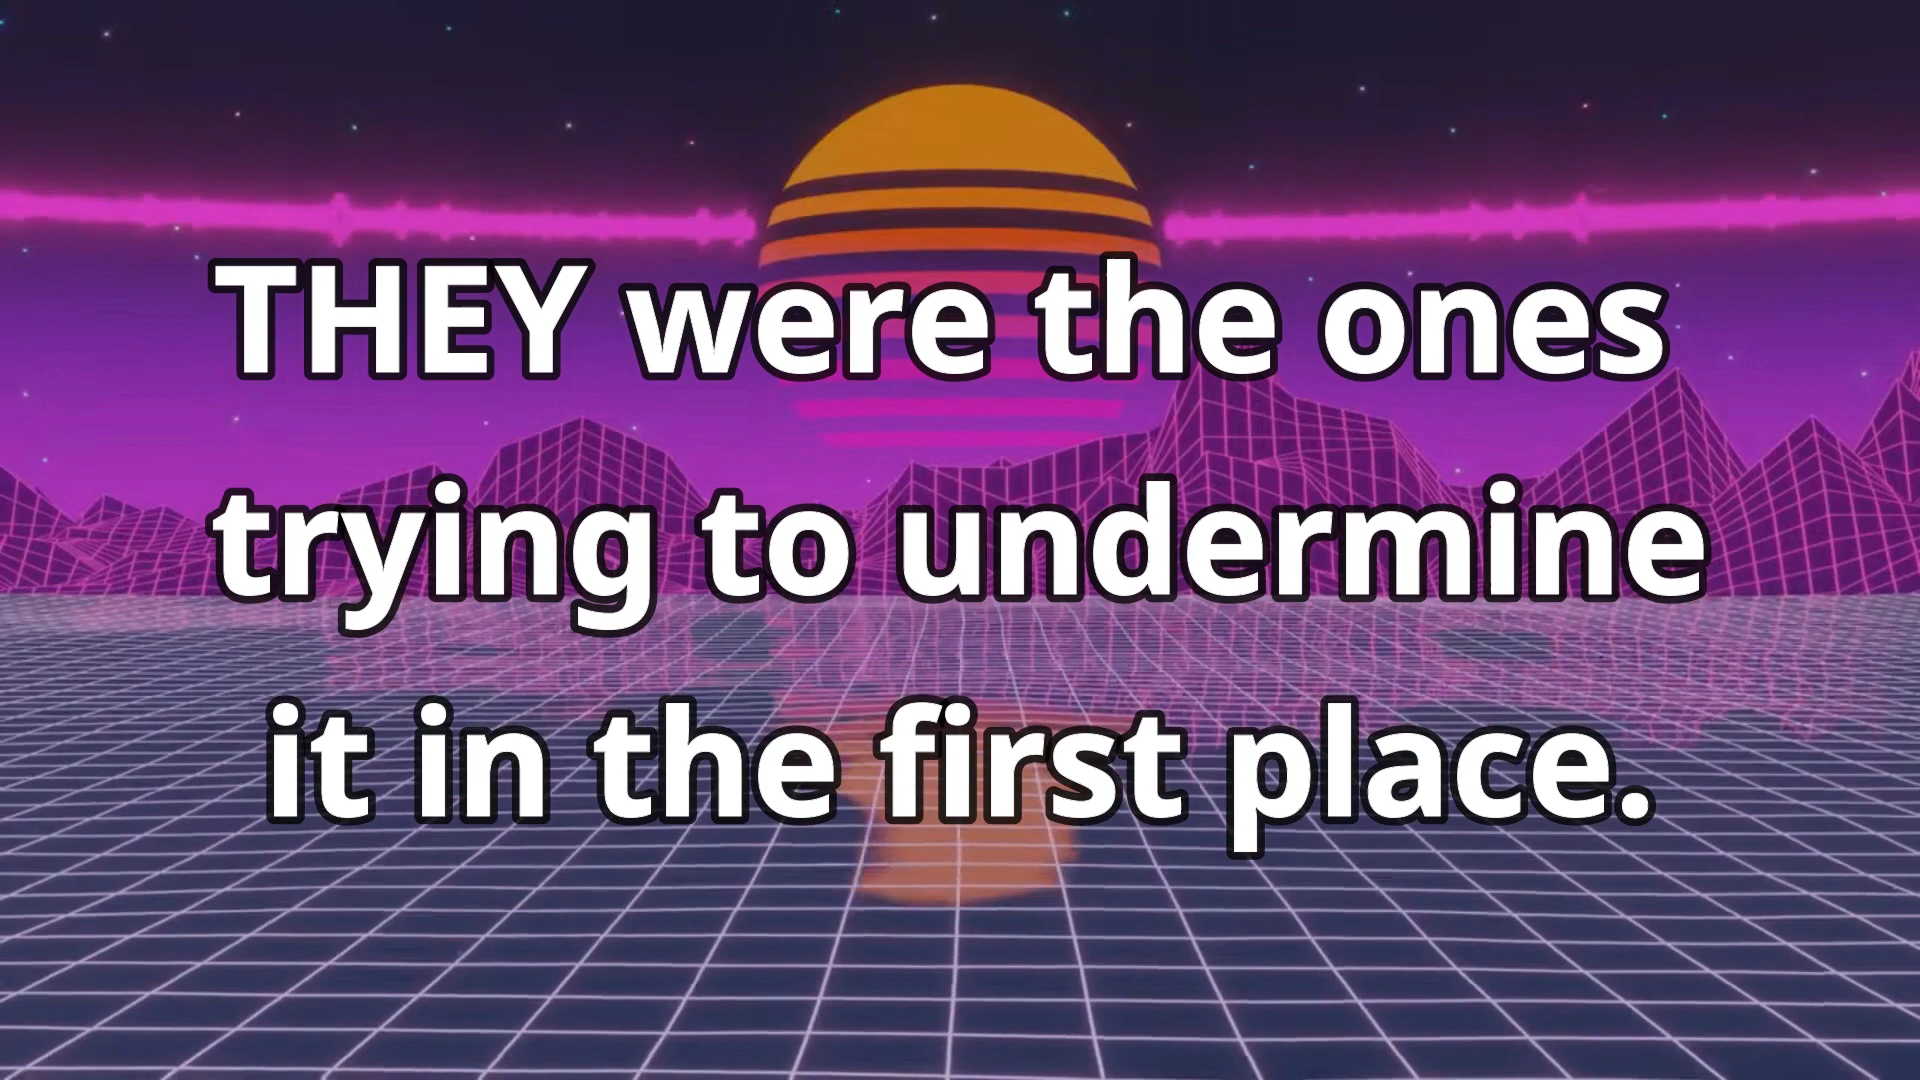 THEY were the ones
trying to undermine
it in the first place.